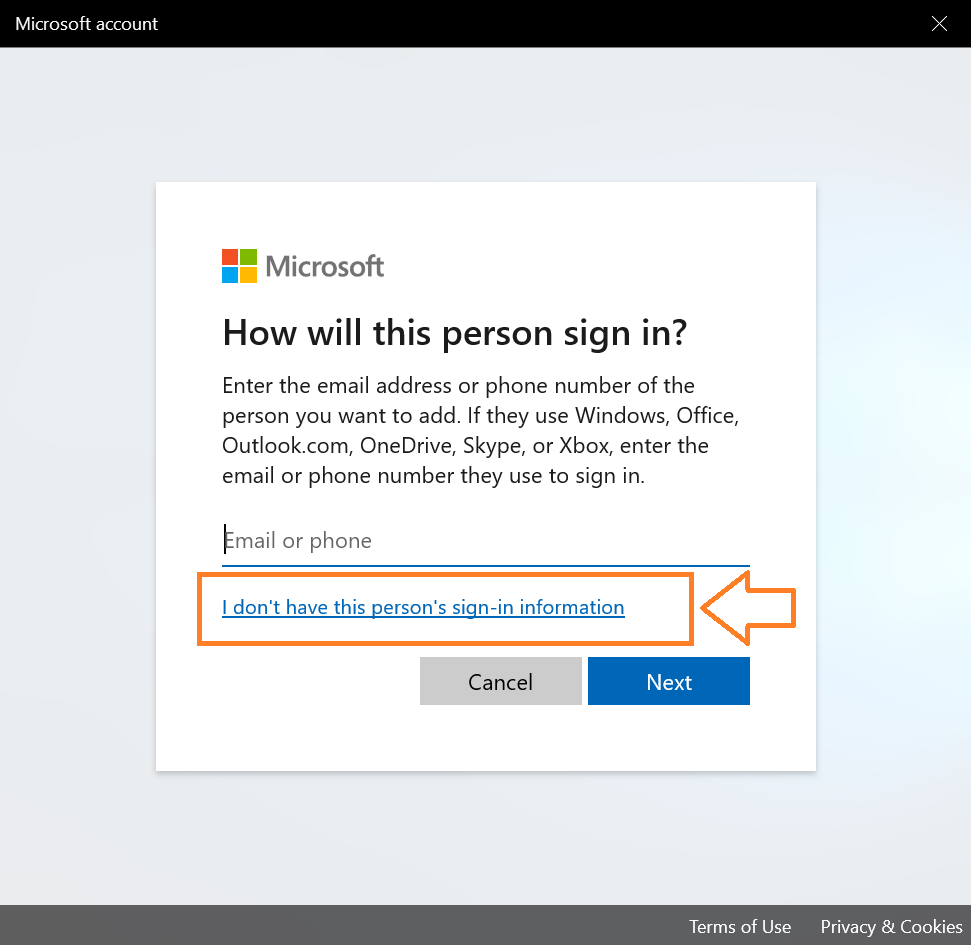 Microsoft account
Microsoft
How will this person sign in?
Enter the email address or phone number of the
person you want to add. If they use Windows, Office,
Outlook.com, OneDrive, Skype, or Xbox, enter the
email or phone number they use to sign in.
Email or phone
I don't have this person's sign-in information
Cancel Next
Terms of Use Privacy & Cookies